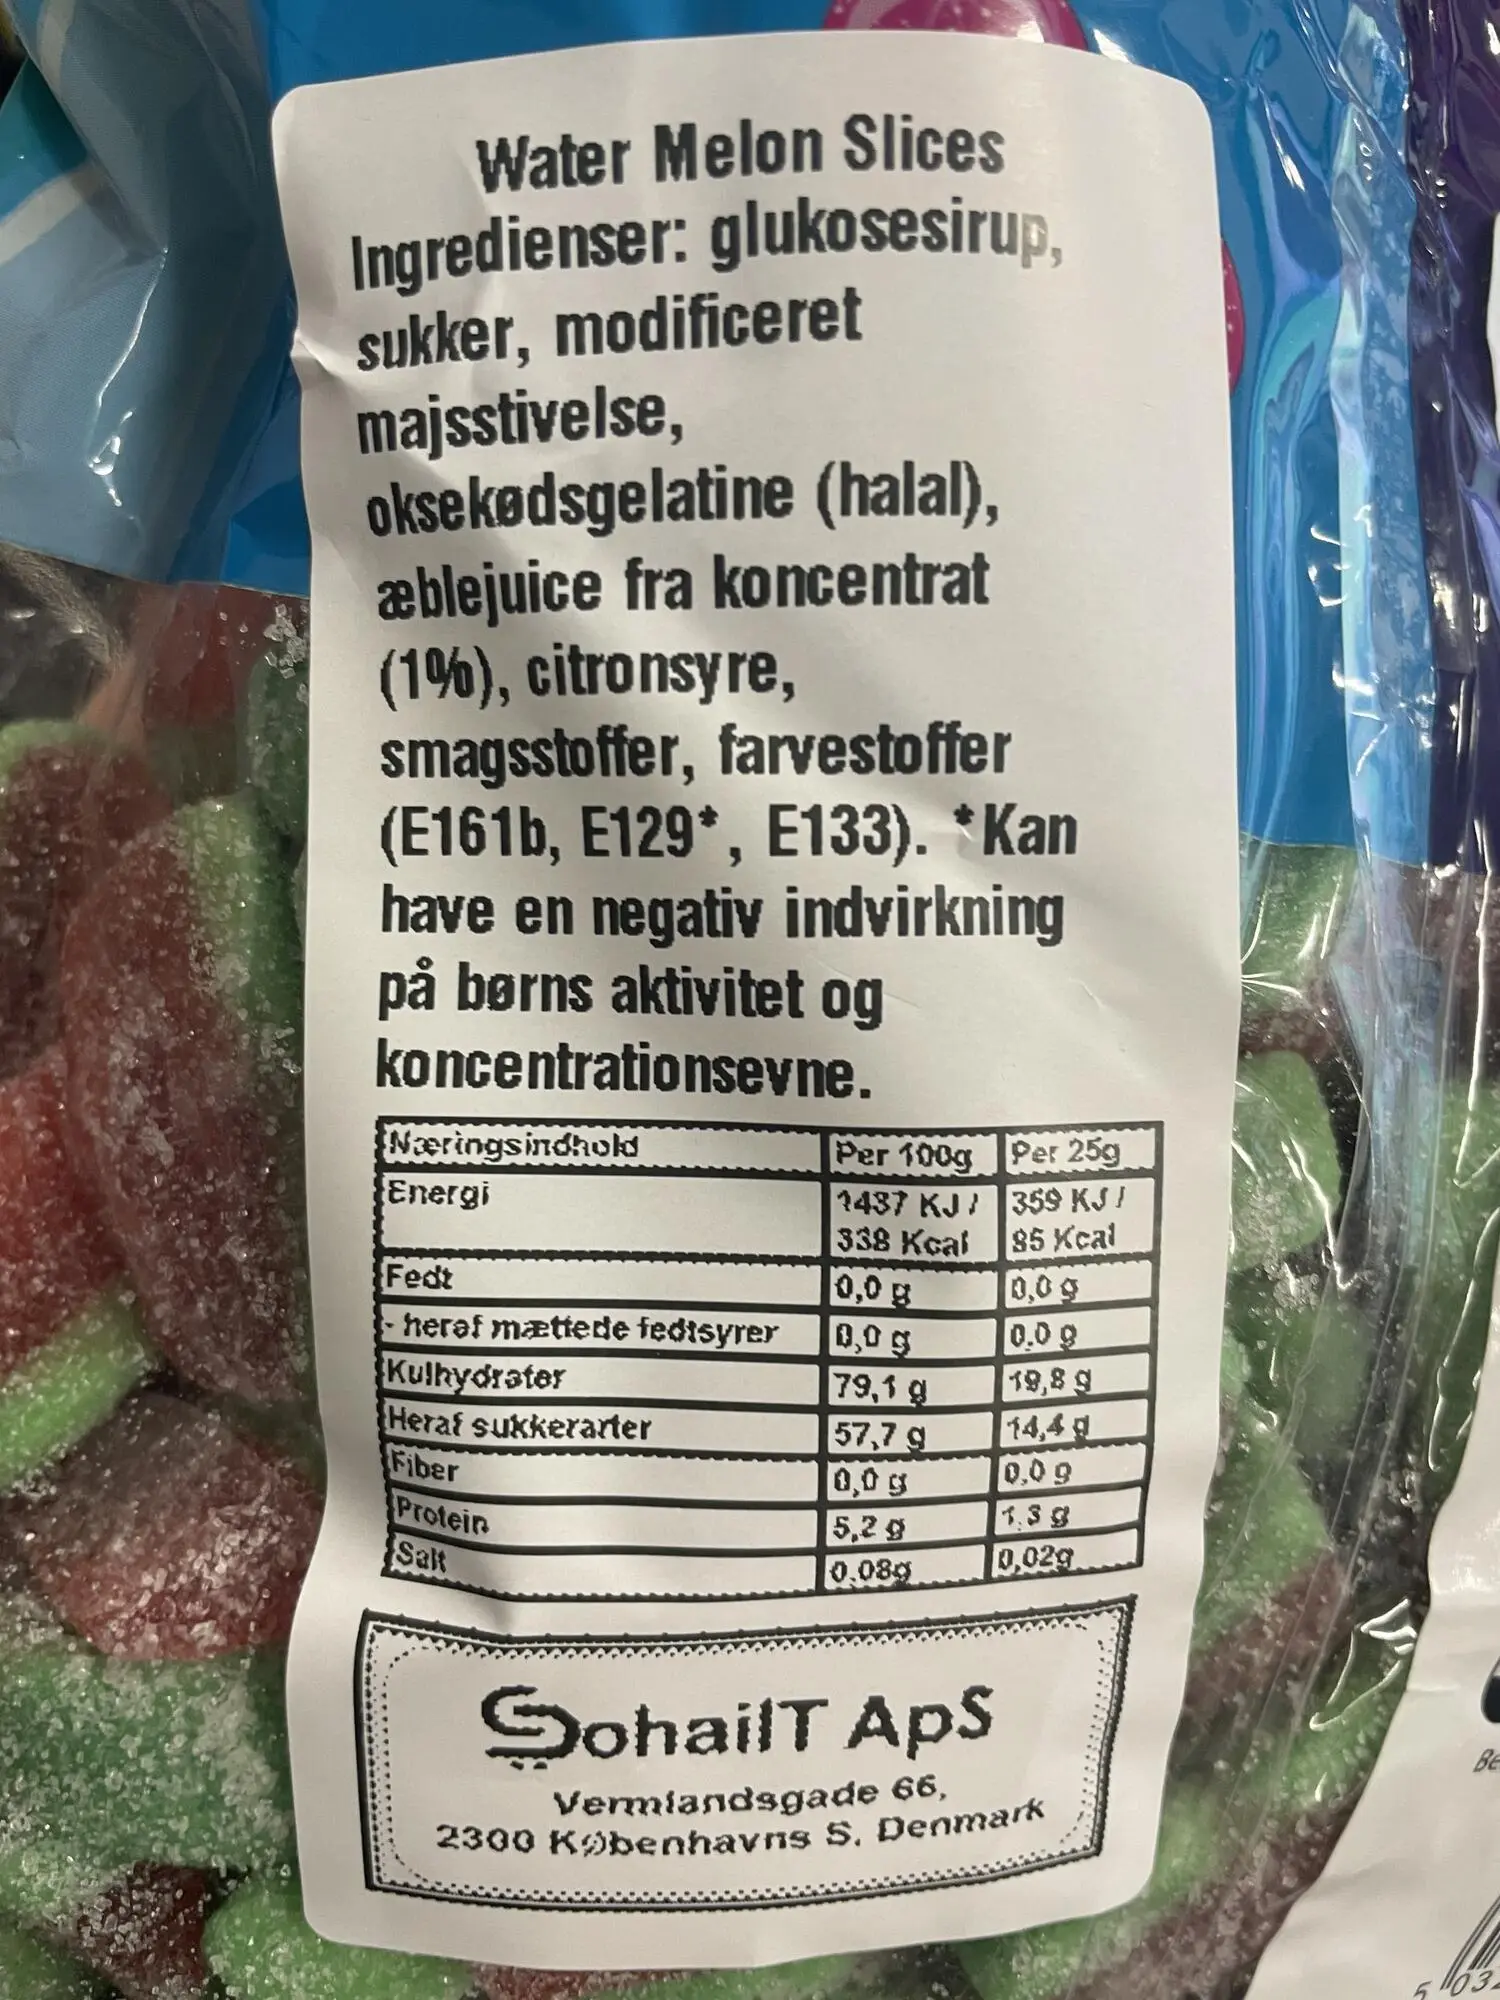 Water Melon Slices
Ingredienser: glukosesirup,
sukker, modificeret
majsstivelse,
oksekødsgelatine (halal),
æblejuice fra koncentrat
(1%), citronsyre,
smagsstoffer, farvestoffer
(E161b, E129*, E133). *Kan
have en negativ indvirkning
på børns aktivitet og
koncentrationsevne.
Næringsindhold Per 100g Per 25g
Energi 1437 KJ / 359 KJ /
338 Kcal 85 Kcal
Fedt 0,0 g 0,0 g
- heraf mættede fedtsyrer 0,0 g 0.0 g
Kulhydrater 79,1 g 19,8 g
Heraf sukkerarter 57,7 g 14,4 g
Fiber 0,0 g 0,0 g
Protein 5,2 g 1.3 g
Salt 0.08g 0,02g
SohailT ApS
Vermlandsgade 66,
2300 Københavns S. Denmark